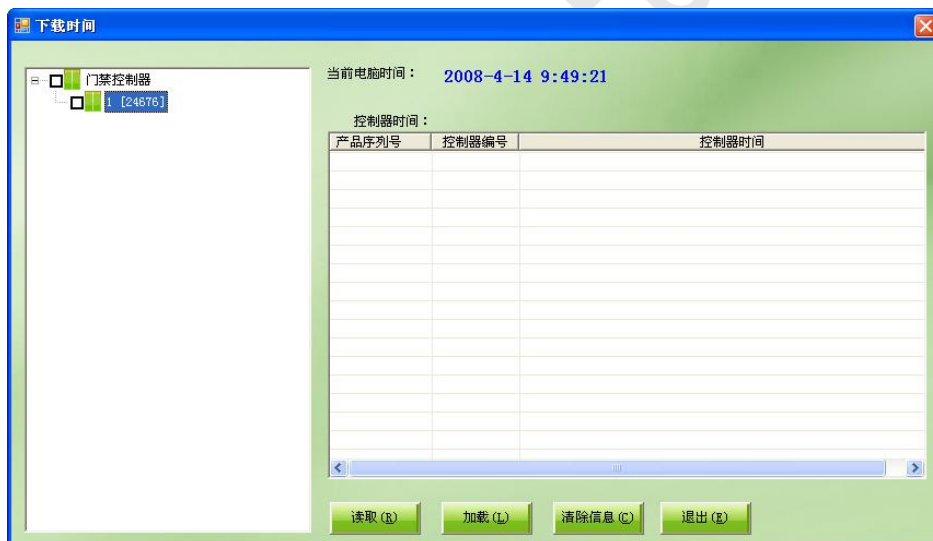 下载时间
门禁控制器
1 [24676]
当前电脑时间： 2008-4-14 9:49:21
控制器时间：
产品序列号 控制器编号 控制器时间
读取(R) 加载(L) 清除信息(C) 退出(E)